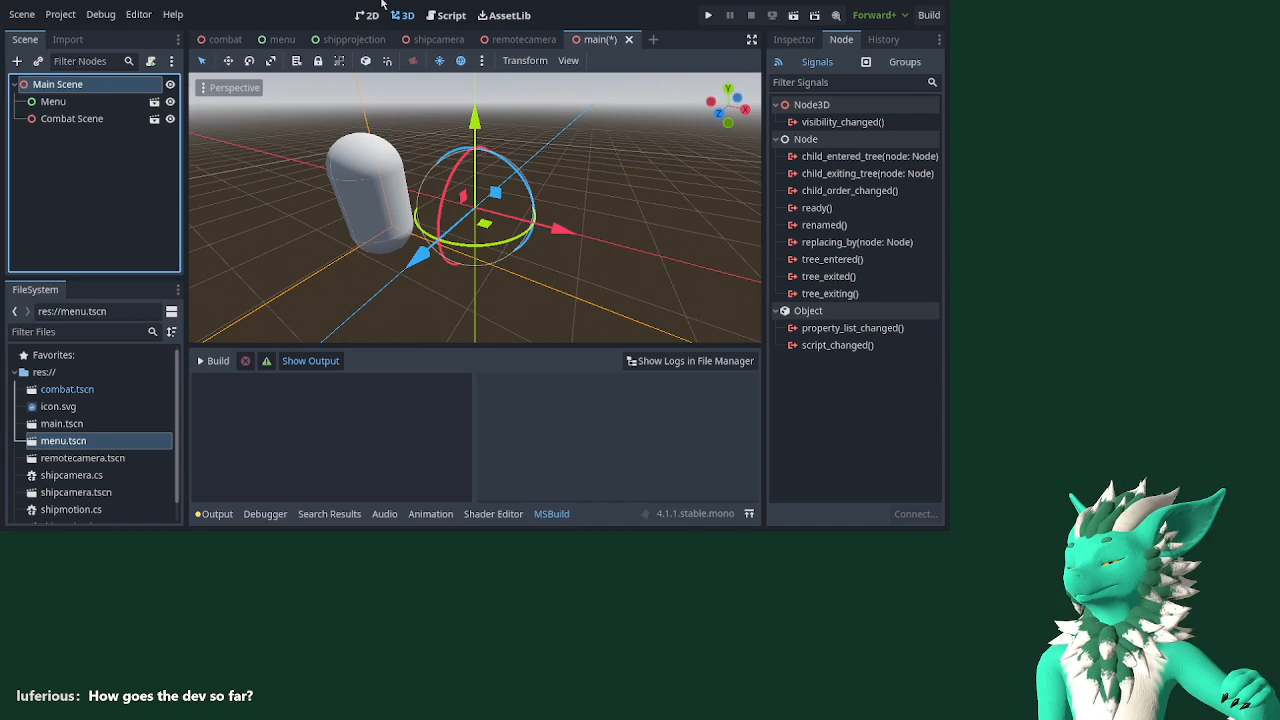 Scene Project Debug Editor Help
2D 3D Script AssetLib
Forward+ Build
Scene Import
combat menu shipprojection shipcamera remotecamera main(*)
Inspector Node History
Filter Nodes
Transform View
Signals Groups
Filter Signals
Main Scene
Menu
Combat Scene
Perspective
Y
X
Z
Node3D
visibility_changed()
Node
child_entered_tree(node: Node)
child_exiting_tree(node: Node)
child_order_changed()
ready()
renamed()
replacing_by(node: Node)
tree_entered()
tree_exited()
tree_exiting()
Object
property_list_changed()
script_changed()
FileSystem
res://menu.tscn
Filter Files
Favorites:
res://
combat.tscn
icon.svg
main.tscn
menu.tscn
remotecamera.tscn
shipcamera.cs
shipcamera.tscn
shipmotion.cs
Build Show Output Show Logs in File Manager
Output Debugger Search Results Audio Animation Shader Editor MSBuild 4.1.1.stable.mono
Connect...
luferious: How goes the dev so far?